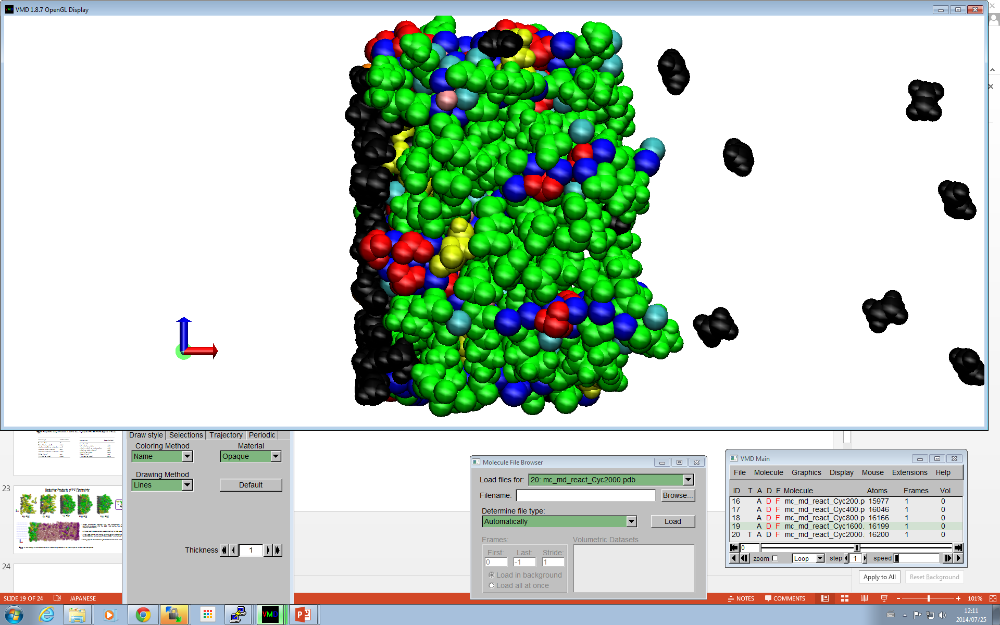 VMD 1.8.7 OpenGL Display
Draw style
Selections
Trajectory
Periodic
Coloring Method
Material
Name
Opaque
Drawing Method
Lines
Default
Thickness
1
23
Reductive Products of PC Electrolyte
24
Molecule File Browser
Load files for: 20: mc_md_react_Cyc2000.pdb
Filename:
Browse...
Determine file type:
Automatically
Load
Frames:
Volumetric Datasets
First: Last: Stride:
0 -1 1
Load in background
Load all at once
VMD Main
File Molecule Graphics Display Mouse Extensions Help
ID T A D F Molecule Atoms Frames Vol
16 A D F mc_md_react_Cyc200.p 15977 1 0
17 A D F mc_md_react_Cyc400.p 16046 1 0
18 A D F mc_md_react_Cyc800.p 16166 1 0
19 A D F mc_md_react_Cyc1600. 16199 1 0
20 T A D F mc_md_react_Cyc2000. 16200 1 0
0
zoom Loop step 1 speed
Apply to All
Reset Background
SLIDE 19 OF 24
JAPANESE
NOTES
COMMENTS
101%
VMD
12:11
2014/07/25